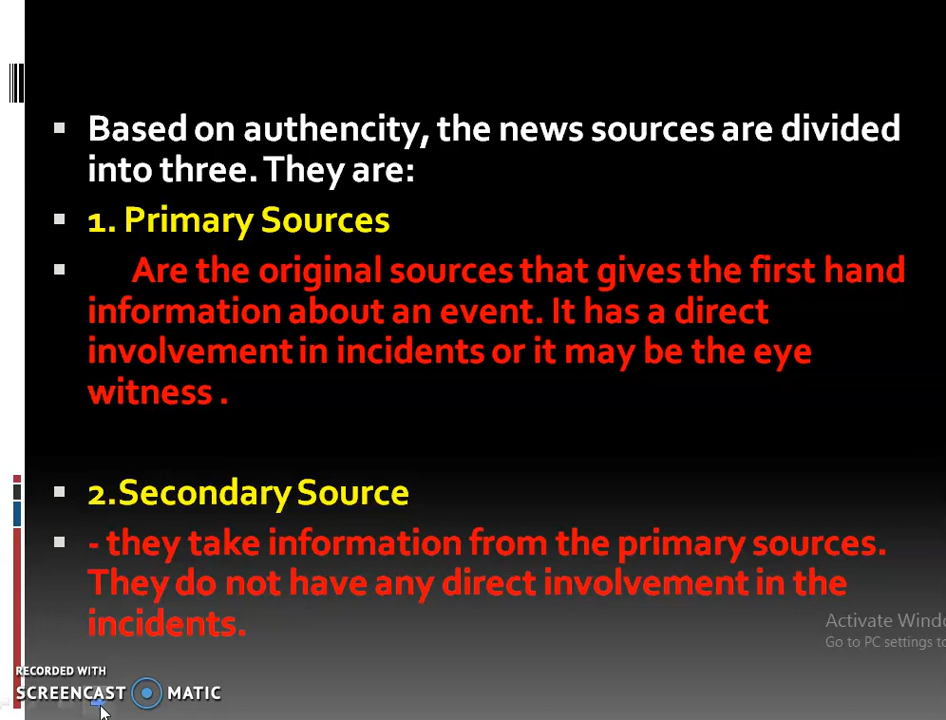 Based on authencity, the news sources are divided
into three. They are:
1. Primary Sources
Are the original sources that gives the first hand
information about an event. It has a direct
involvement in incidents or it may be the eye
witness .
2.Secondary Source
- they take information from the primary sources.
They do not have any direct involvement in the
incidents.
Activate Windo
Go to PC settings to
RECORDED WITH
SCREENCAST MATIC